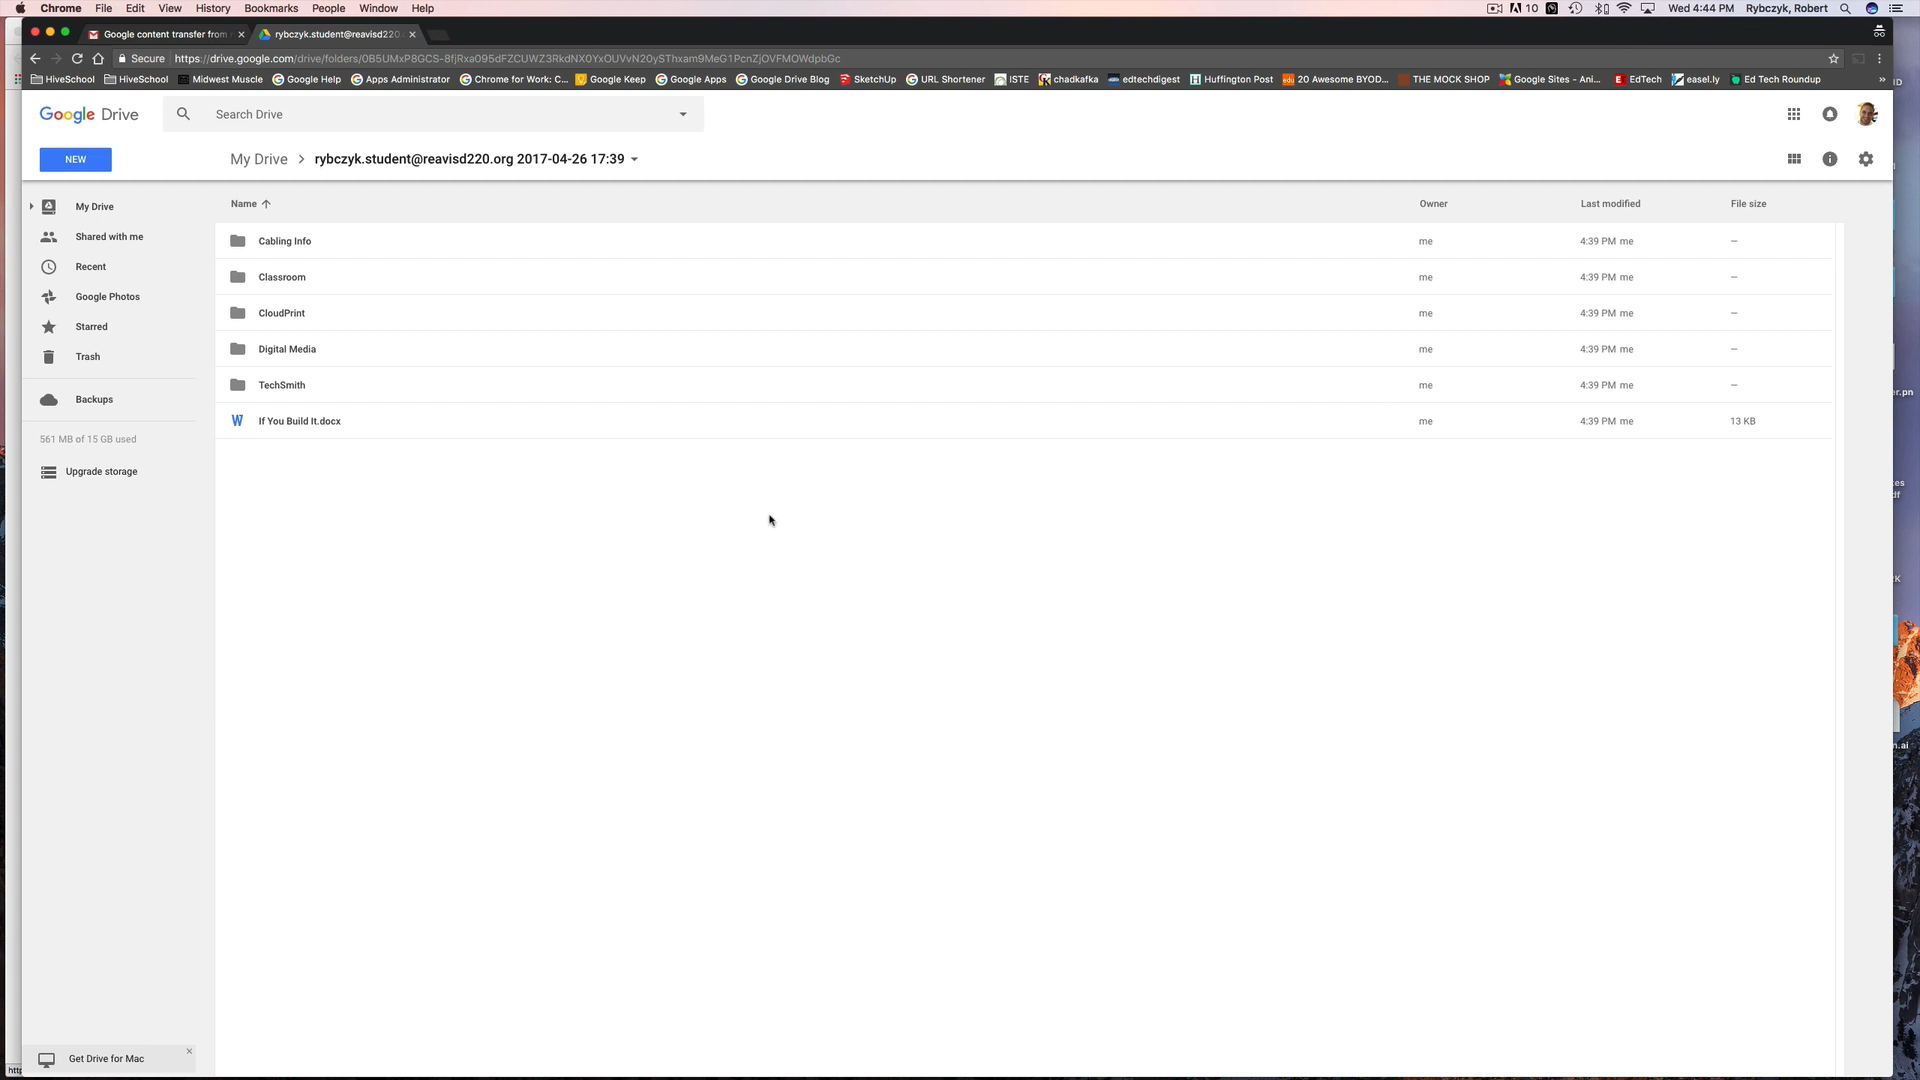 Chrome File Edit View History Bookmarks People Window Help
10 Wed 4:44 PM Rybczyk, Robert
Google content transfer from
rybczyk.student@reavisd220.
Secure https://drive.google.com/drive/folders/0B5UMxP8GCS-8fjRxa095dFZCUWZ3RkdNX0YxOUVvN20ySThxam9MeG1PcnZjOVFMOWdpbGc
HiveSchool HiveSchool Midwest Muscle Google Help Apps Administrator Chrome for Work: C... Google Keep Google Apps Google Drive Blog SketchUp URL Shortener ISTE chadkafka edtechdigest Huffington Post 20 Awesome BYOD... THE MOCK SHOP Google Sites - Ani... EdTech easel.ly Ed Tech Roundup »
Google Drive Search Drive
NEW My Drive > rybczyk.student@reavisd220.org 2017-04-26 17:39
My Drive
Shared with me
Recent
Google Photos
Starred
Trash
Backups
561 MB of 15 GB used
Upgrade storage
Name Owner Last modified File size
Cabling Info me 4:39 PM me –
Classroom me 4:39 PM me –
CloudPrint me 4:39 PM me –
Digital Media me 4:39 PM me –
TechSmith me 4:39 PM me –
W If You Build It.docx me 4:39 PM me 13 KB
Get Drive for Mac
er.pn
n.ai